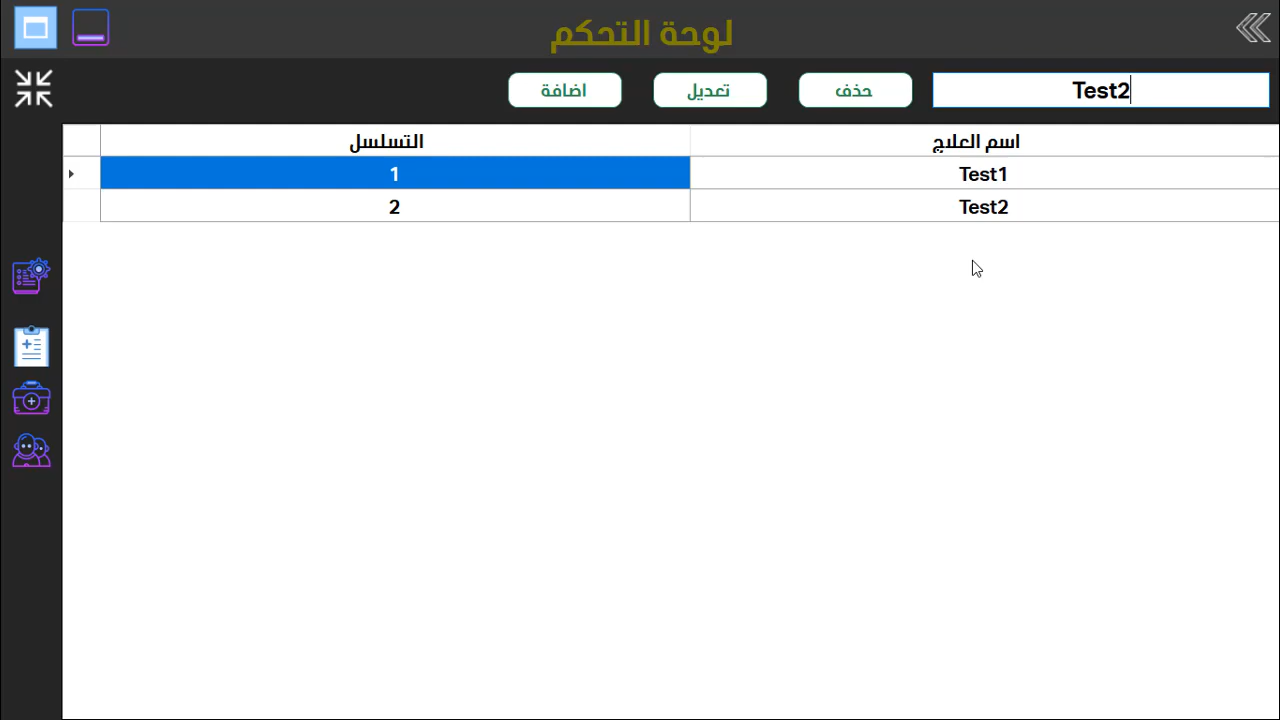 لوحة التحكم
Test2 حذف تعديل اضافة
اسم العلاج التسلسل
Test1 1
Test2 2